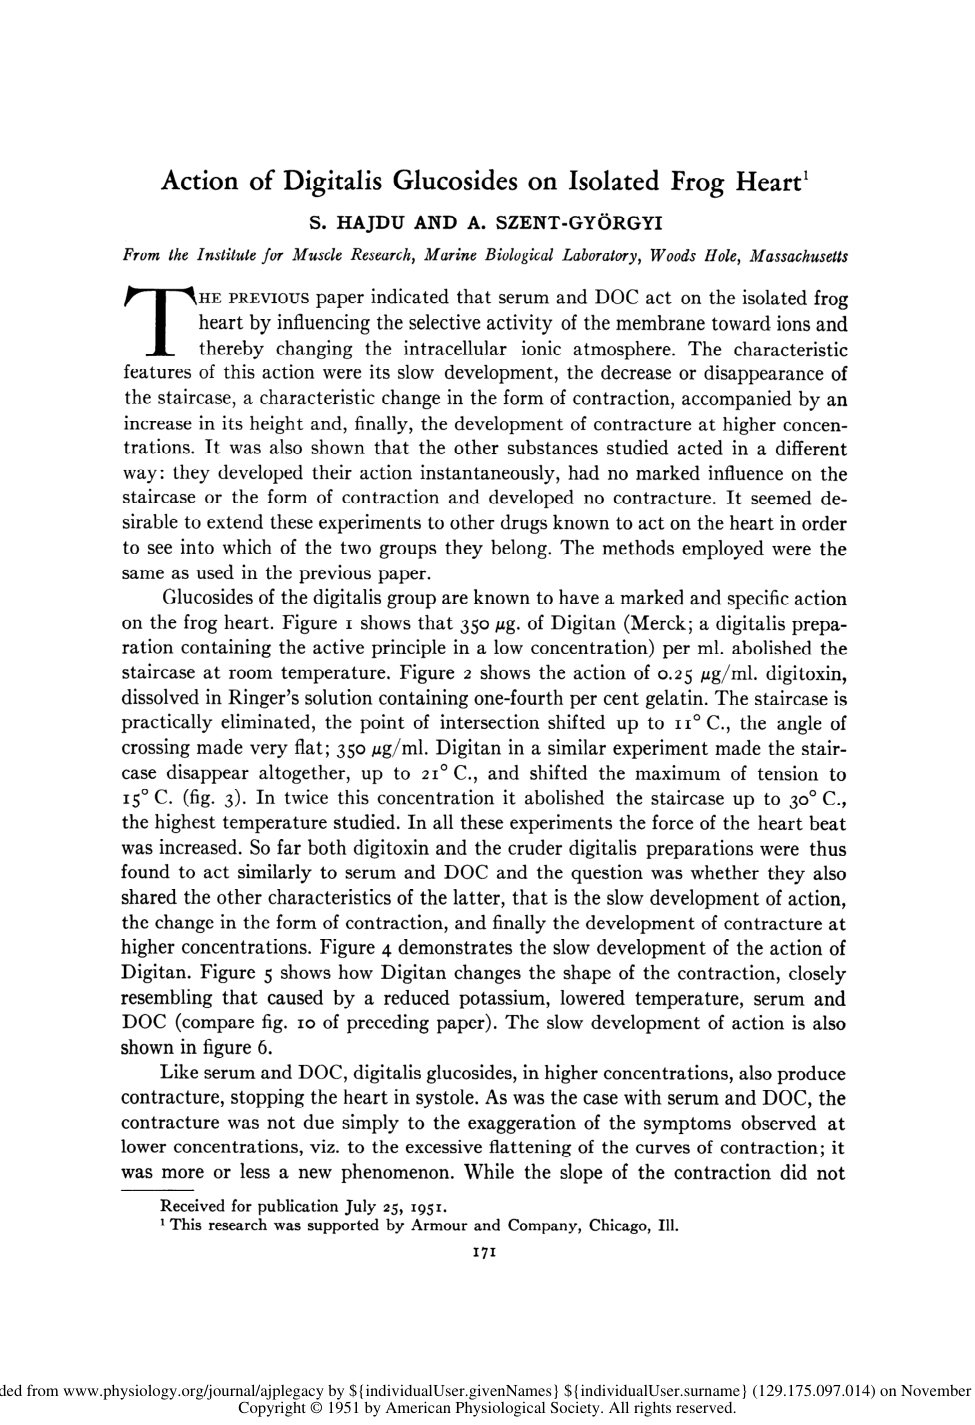 Action of Digitalis Glucosides on Isolated Frog Heart¹
S. HAJDU AND A. SZENT-GYÖRGYI
From the Institute for Muscle Research, Marine Biological Laboratory, Woods Hole, Massachusetts
THE PREVIOUS paper indicated that serum and DOC act on the isolated frog
heart by influencing the selective activity of the membrane toward ions and
thereby changing the intracellular ionic atmosphere. The characteristic
features of this action were its slow development, the decrease or disappearance of
the staircase, a characteristic change in the form of contraction, accompanied by an
increase in its height and, finally, the development of contracture at higher concen-
trations. It was also shown that the other substances studied acted in a different
way: they developed their action instantaneously, had no marked influence on the
staircase or the form of contraction and developed no contracture. It seemed de-
sirable to extend these experiments to other drugs known to act on the heart in order
to see into which of the two groups they belong. The methods employed were the
same as used in the previous paper.
Glucosides of the digitalis group are known to have a marked and specific action
on the frog heart. Figure 1 shows that 350 μg. of Digitan (Merck; a digitalis prepa-
ration containing the active principle in a low concentration) per ml. abolished the
staircase at room temperature. Figure 2 shows the action of 0.25 μg/ml. digitoxin,
dissolved in Ringer's solution containing one-fourth per cent gelatin. The staircase is
practically eliminated, the point of intersection shifted up to 11° C., the angle of
crossing made very flat; 350 μg/ml. Digitan in a similar experiment made the stair-
case disappear altogether, up to 21° C., and shifted the maximum of tension to
15° C. (fig. 3). In twice this concentration it abolished the staircase up to 30° C.,
the highest temperature studied. In all these experiments the force of the heart beat
was increased. So far both digitoxin and the cruder digitalis preparations were thus
found to act similarly to serum and DOC and the question was whether they also
shared the other characteristics of the latter, that is the slow development of action,
the change in the form of contraction, and finally the development of contracture at
higher concentrations. Figure 4 demonstrates the slow development of the action of
Digitan. Figure 5 shows how Digitan changes the shape of the contraction, closely
resembling that caused by a reduced potassium, lowered temperature, serum and
DOC (compare fig. 10 of preceding paper). The slow development of action is also
shown in figure 6.
Like serum and DOC, digitalis glucosides, in higher concentrations, also produce
contracture, stopping the heart in systole. As was the case with serum and DOC, the
contracture was not due simply to the exaggeration of the symptoms observed at
lower concentrations, viz. to the excessive flattening of the curves of contraction; it
was more or less a new phenomenon. While the slope of the contraction did not
Received for publication July 25, 1951.
¹ This research was supported by Armour and Company, Chicago, Ill.
171
ded from www.physiology.org/journal/ajplegacy by ${individualUser.givenNames} ${individualUser.surname} (129.175.097.014) on November
Copyright © 1951 by American Physiological Society. All rights reserved.